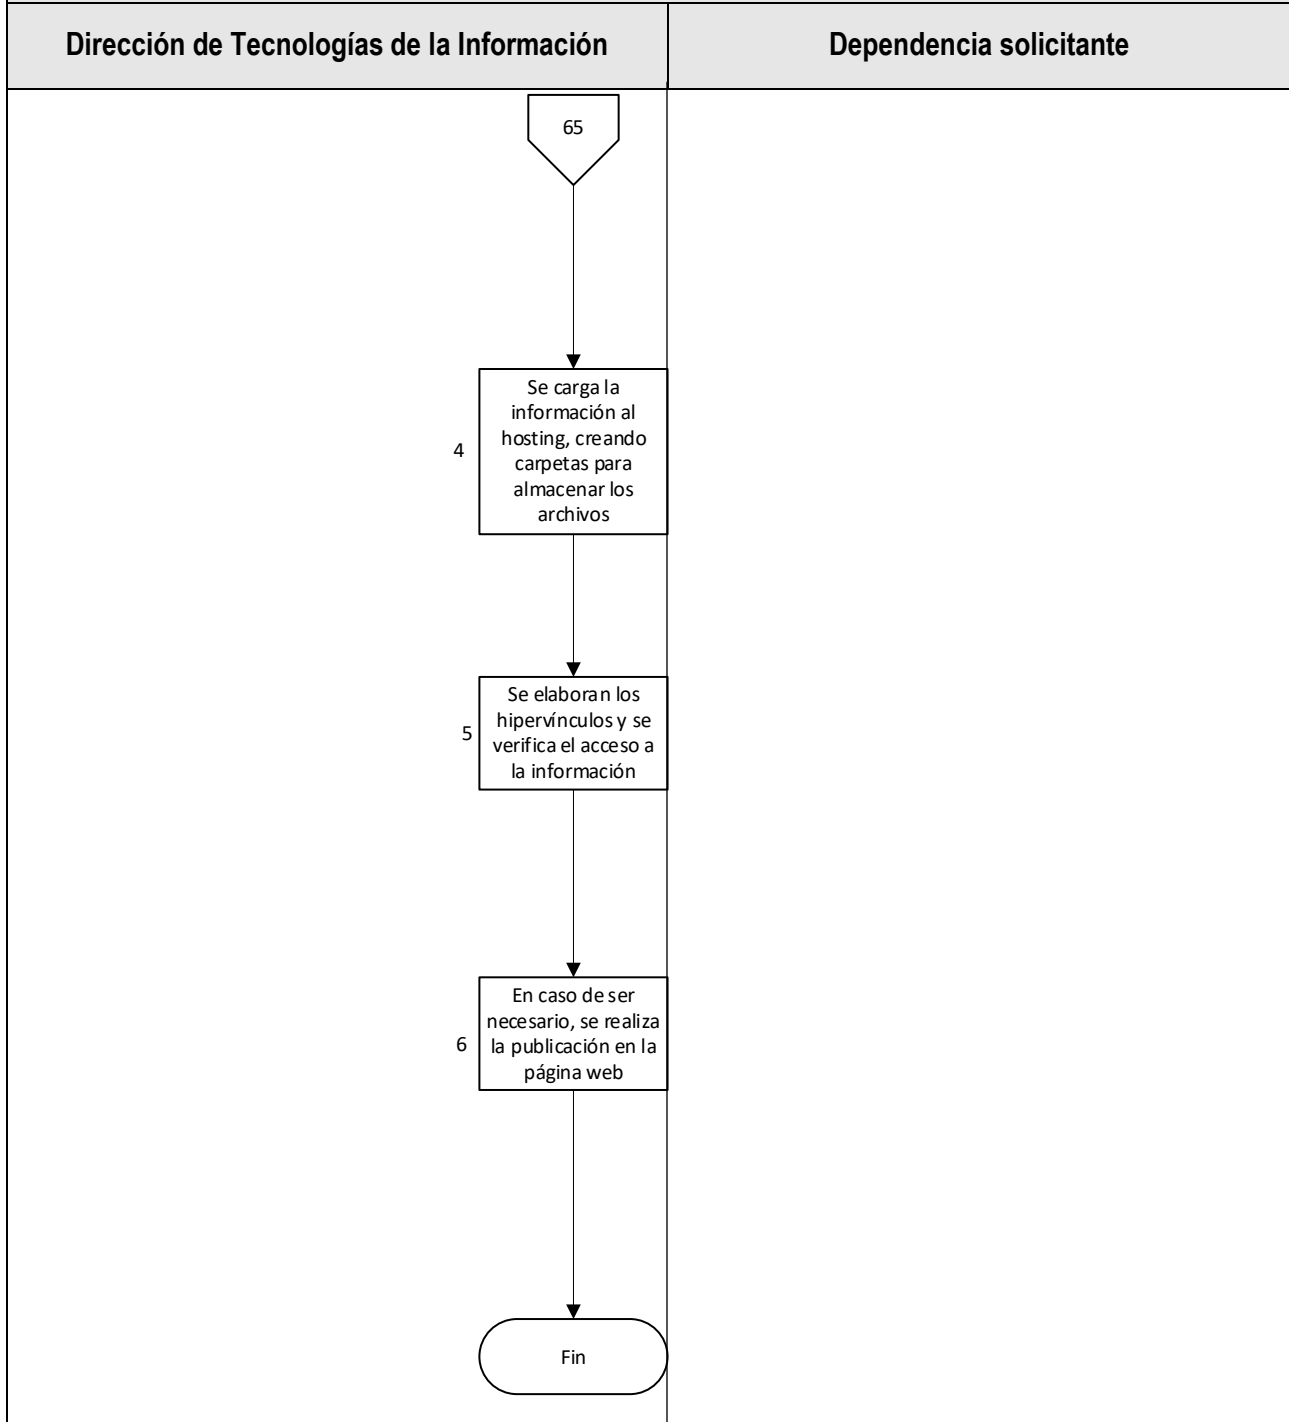 Dirección de Tecnologías de la Información
Dependencia solicitante
65
Se carga la
información al
hosting, creando
carpetas para
almacenar los
archivos
4
Se elaboran los
hipervínculos y se
verifica el acceso a
la información
5
En caso de ser
necesario, se realiza
la publicación en la
página web
6
Fin